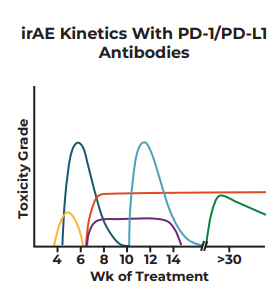 irAE Kinetics With PD-1/PD-L1
Antibodies
Toxicity Grade
4 6 8 10 12 14 >30
Wk of Treatment